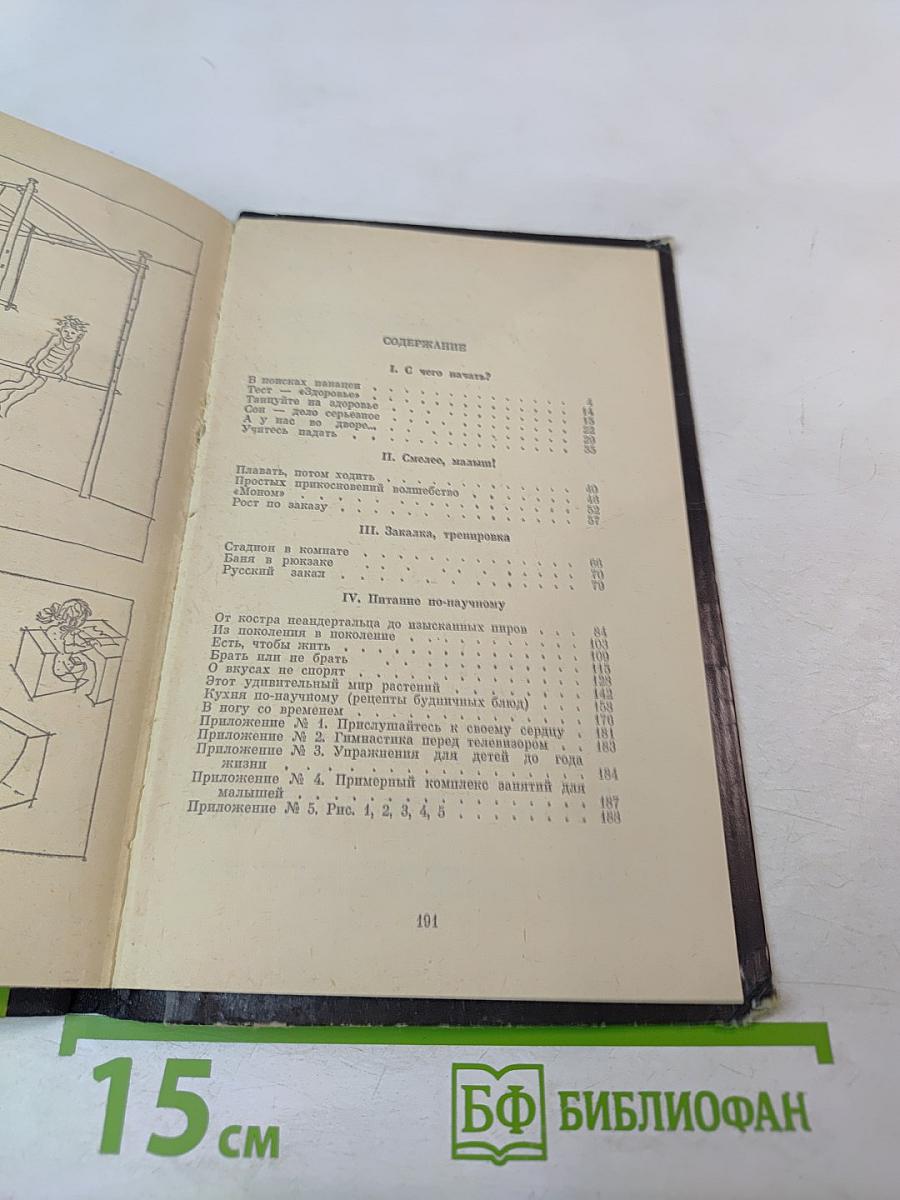 СОДЕРЖАНИЕ
I. С чего начать?
В поисках панацеи . . . . . . . . . . . . 4
Тест — «Здоровье» . . . . . . . . . . . . 14
Танцуйте на здоровье . . . . . . . . . . . 15
Сон — дело серьезное . . . . . . . . . . . 22
А у нас во дворе... . . . . . . . . . . . . 29
Учитесь падать . . . . . . . . . . . . . 35
II. Смелее, малыш!
Плавать, потом ходить . . . . . . . . . . . 40
Простых прикосновений волшебство . . . . . . . 46
«Моном» . . . . . . . . . . . . . . . 52
Рост по заказу . . . . . . . . . . . . . 57
III. Закалка, тренировка
Стадион в комнате . . . . . . . . . . . . 66
Баня в рюкзаке . . . . . . . . . . . . . 70
Русский закал . . . . . . . . . . . . . 79
IV. Питание по-научному
От костра неандертальца до изысканных пиров . . . 84
Из поколения в поколение . . . . . . . . . 103
Есть, чтобы жить . . . . . . . . . . . . 109
Брать или не брать . . . . . . . . . . . 115
О вкусах не спорят . . . . . . . . . . . 128
Этот удивительный мир растений . . . . . . . 142
Кухня по-научному (рецепты будничных блюд) . . . 158
В ногу со временем . . . . . . . . . . . 176
Приложение № 1. Прислушайтесь к своему сердцу . 181
Приложение № 2. Гимнастика перед телевизором . . 183
Приложение № 3. Упражнения для детей до года
жизни . . . . . . . . . . . . . . . 184
Приложение № 4. Примерный комплекс занятий для
малышей . . . . . . . . . . . . . . 187
Приложение № 5. Рис. 1, 2, 3, 4, 5 . . . . . . . 188
191
15 см
БФ БИБЛИОФАН